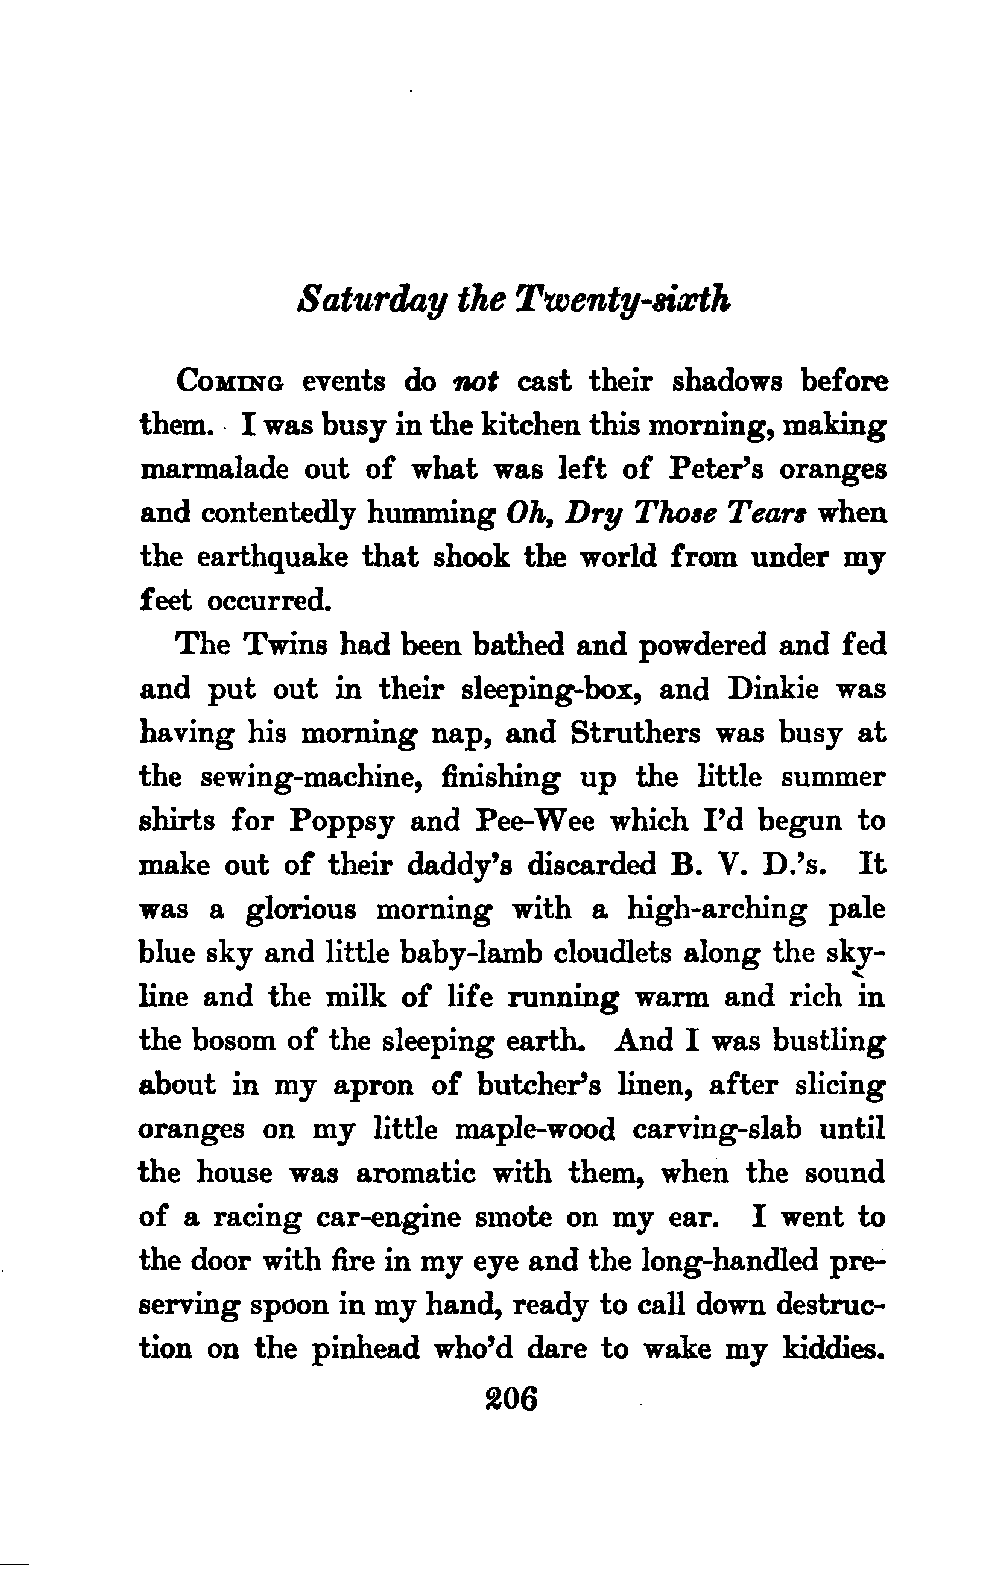 Saturday the Twenty-sixth
COMING events do not cast their shadows before
them. I was busy in the kitchen this morning, making
marmalade out of what was left of Peter's oranges
and contentedly humming Oh, Dry Those Tears when
the earthquake that shook the world from under my
feet occurred.
The Twins had been bathed and powdered and fed
and put out in their sleeping-box, and Dinkie was
having his morning nap, and Struthers was busy at
the sewing-machine, finishing up the little summer
shirts for Poppsy and Pee-Wee which I'd begun to
make out of their daddy's discarded B. V. D.'s. It
was a glorious morning with a high-arching pale
blue sky and little baby-lamb cloudlets along the sky-
line and the milk of life running warm and rich in
the bosom of the sleeping earth. And I was bustling
about in my apron of butcher's linen, after slicing
oranges on my little maple-wood carving-slab until
the house was aromatic with them, when the sound
of a racing car-engine smote on my ear. I went to
the door with fire in my eye and the long-handled pre-
serving spoon in my hand, ready to call down destruc-
tion on the pinhead who'd dare to wake my kiddies.
206